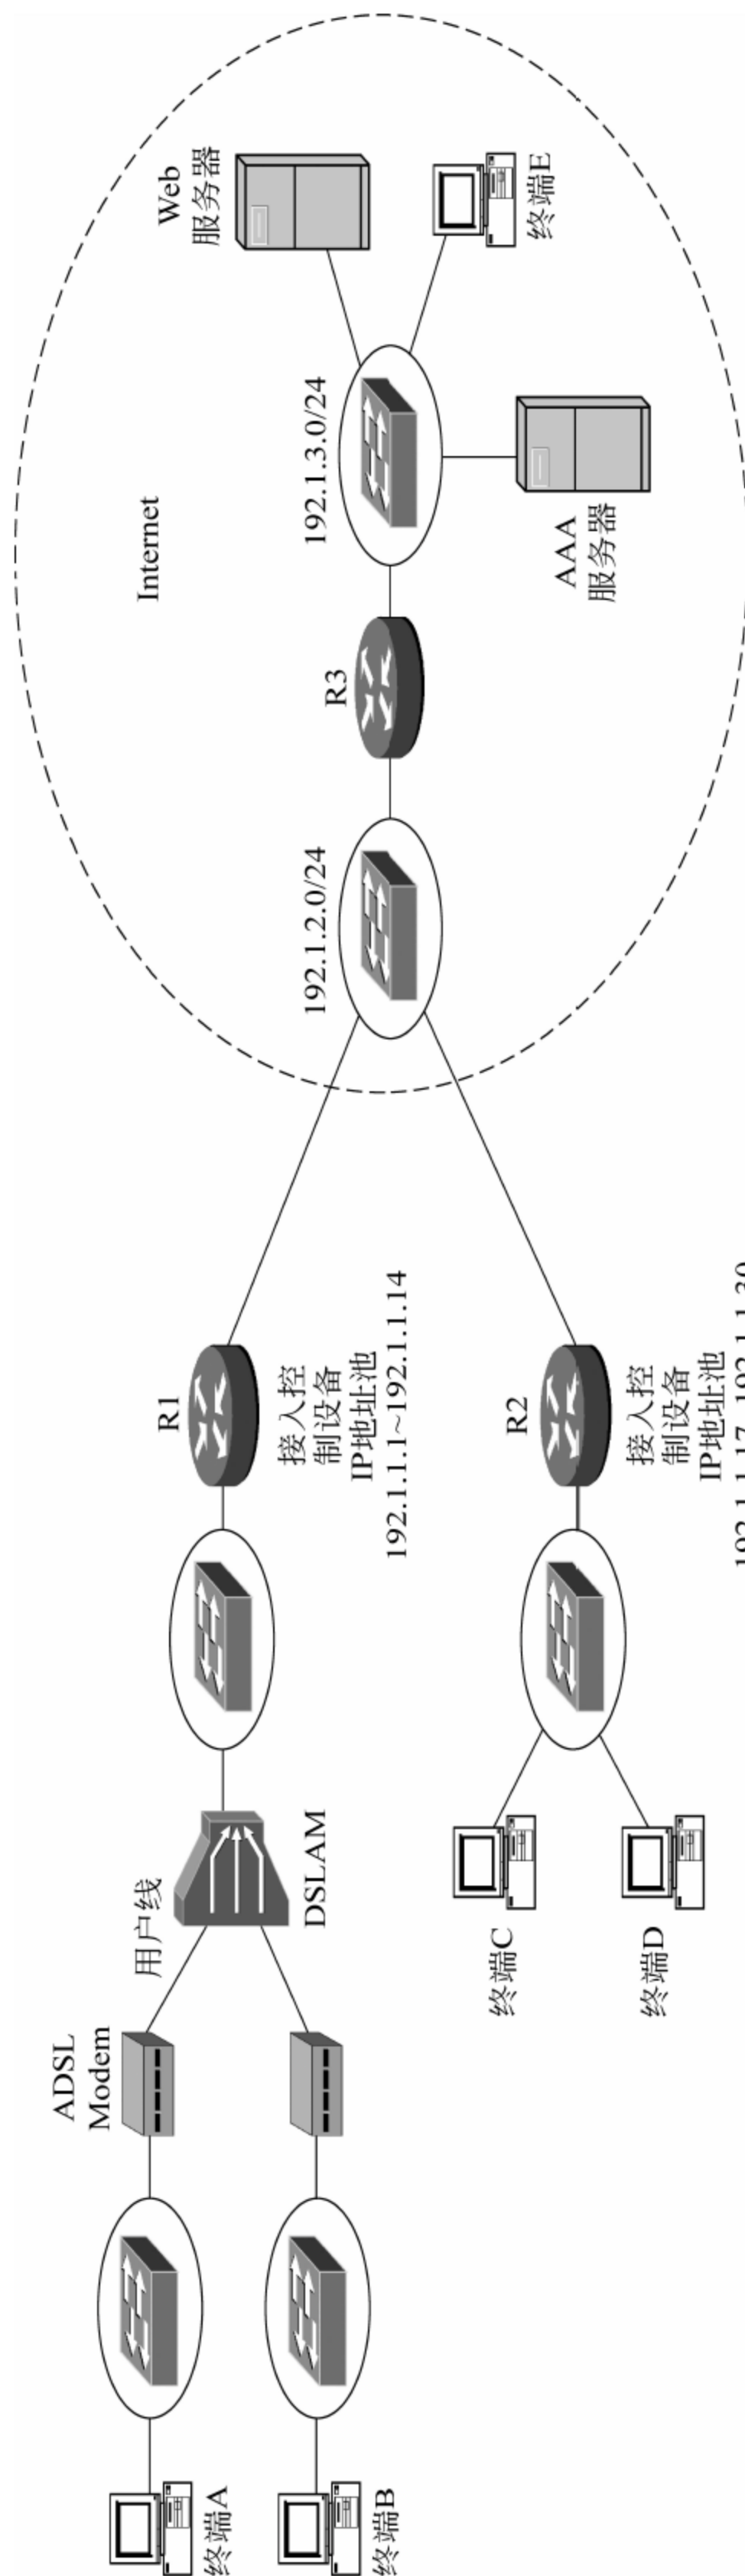 Internet
Web
服务器
终端E
192.1.3.0/24
AAA
服务器
R3
192.1.2.0/24
R1
接入控
制设备
IP地址池
192.1.1.1~192.1.1.14
R2
接入控
制设备
IP地址池
用户线
DSLAM
ADSL
Modem
终端A
终端B
终端C
终端D